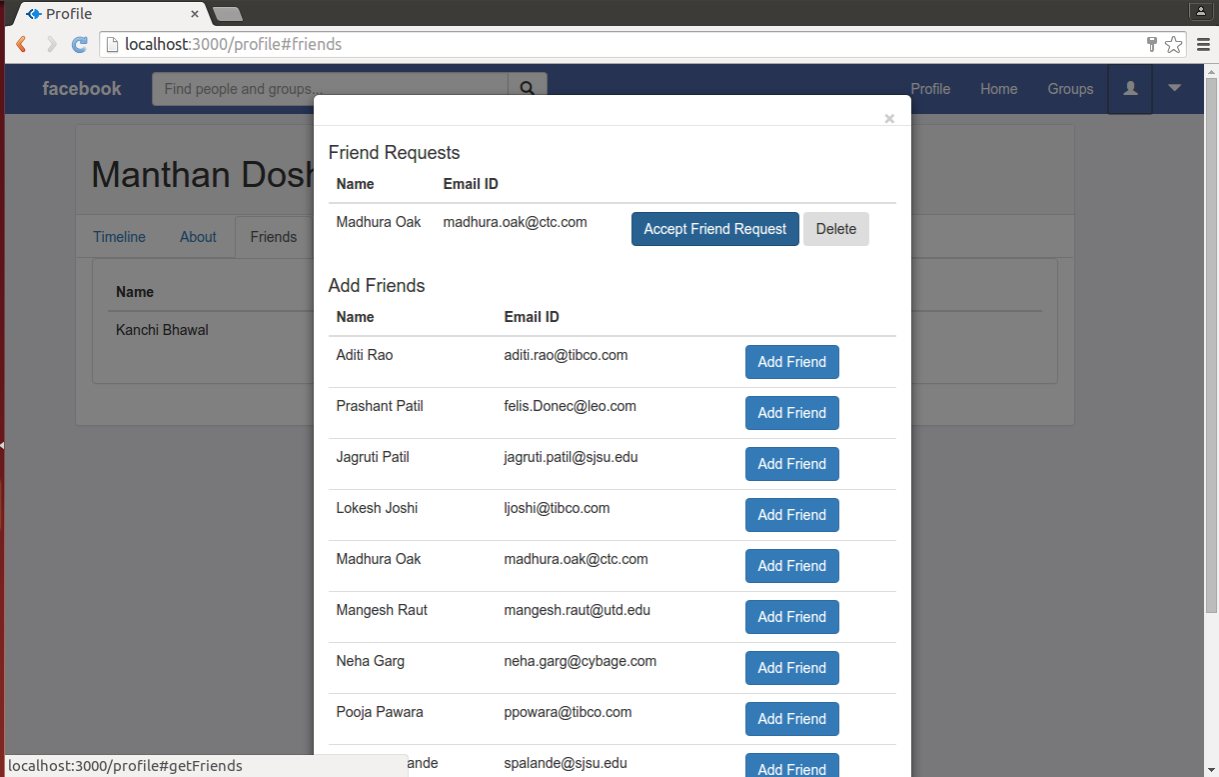 Profile
localhost:3000/profile#friends
facebook Find people and groups... Profile Home Groups
Manthan Dosh
Timeline About Friends
Name
Kanchi Bhawal
×
Friend Requests
Name Email ID
Madhura Oak madhura.oak@ctc.com Accept Friend Request Delete
Add Friends
Name Email ID
Aditi Rao aditi.rao@tibco.com Add Friend
Prashant Patil felis.Donec@leo.com Add Friend
Jagruti Patil jagruti.patil@sjsu.edu Add Friend
Lokesh Joshi ljoshi@tibco.com Add Friend
Madhura Oak madhura.oak@ctc.com Add Friend
Mangesh Raut mangesh.raut@utd.edu Add Friend
Neha Garg neha.garg@cybage.com Add Friend
Pooja Pawara ppowara@tibco.com Add Friend
ande spalande@sjsu.edu Add Friend
localhost:3000/profile#getFriends